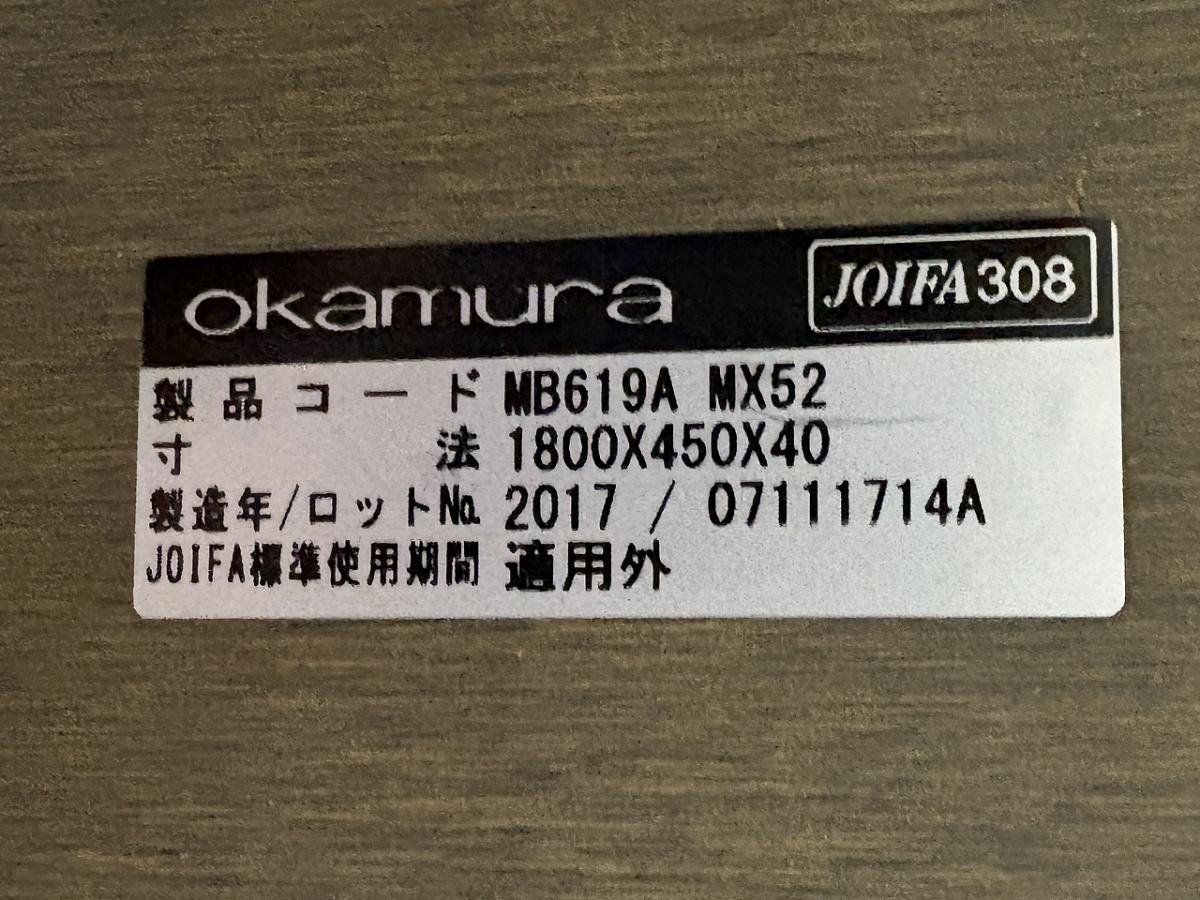 okamura JOIFA308
製品コード MB619A MX52
寸法 1800X450X40
製造年/ロット№ 2017 / 07111714A
JOIFA標準使用期間 適用外